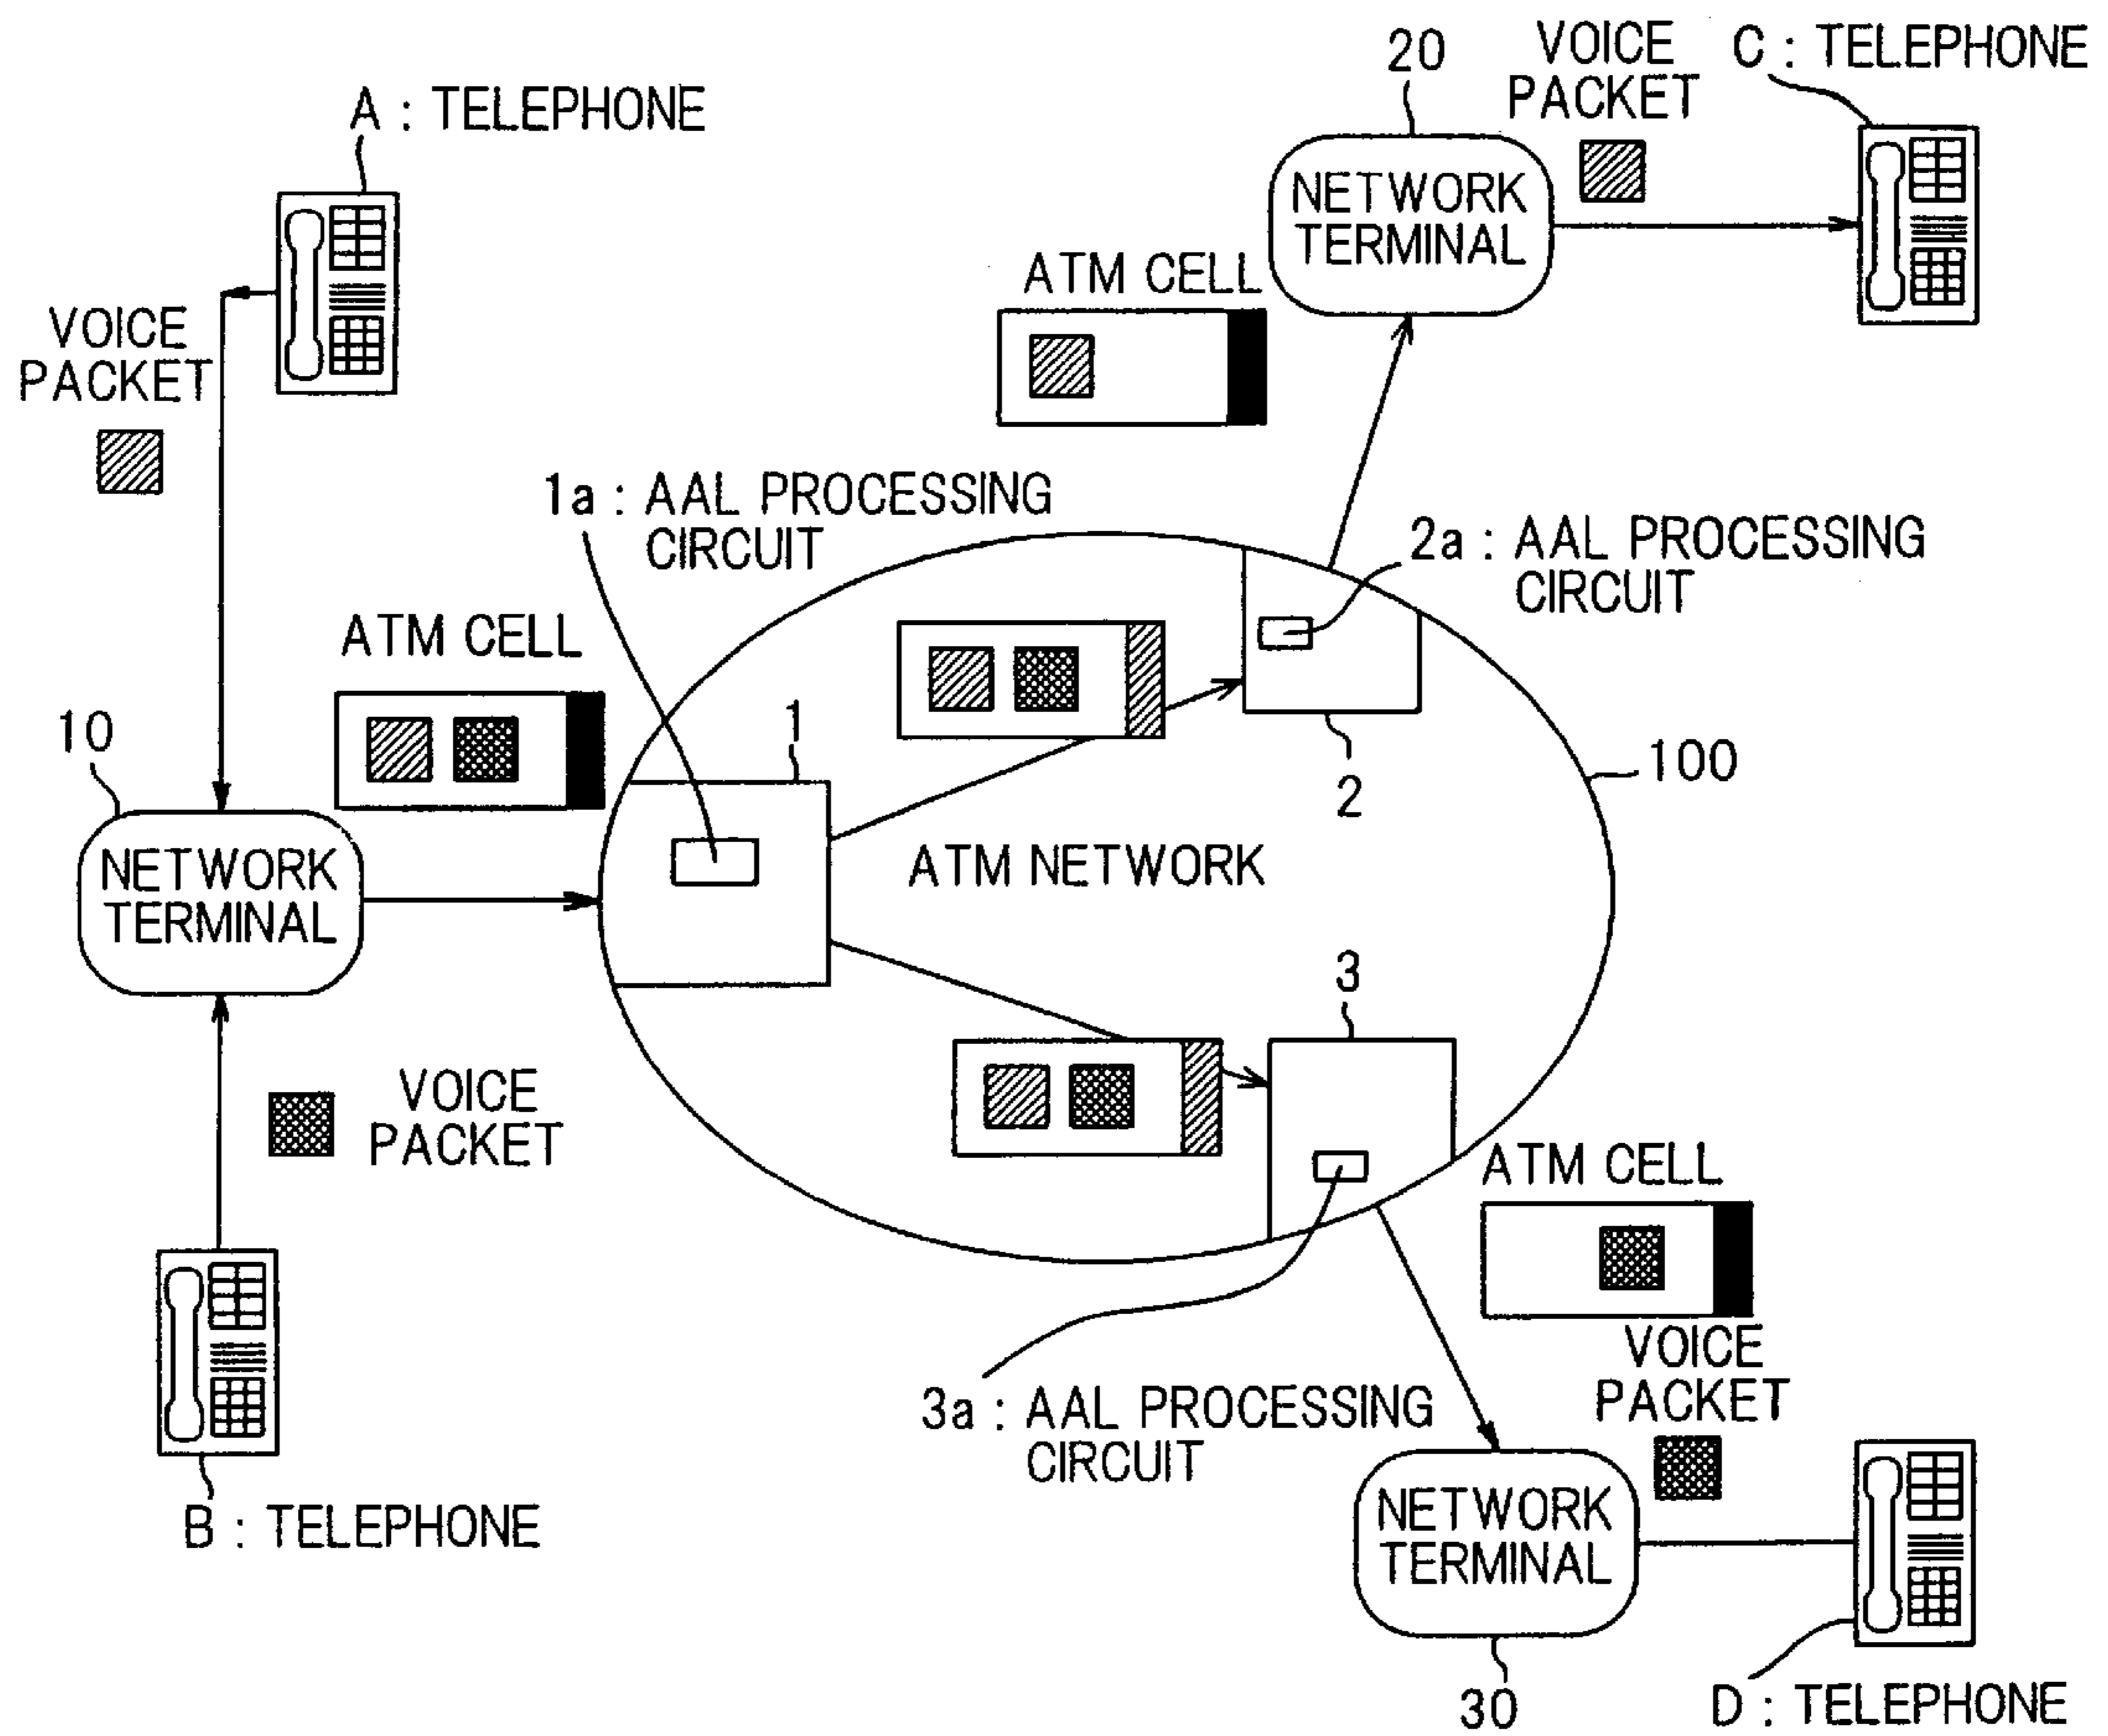 20
VOICE
PACKET
C : TELEPHONE
A : TELEPHONE
NETWORK
TERMINAL
ATM CELL
VOICE
PACKET
1a : AAL PROCESSING
CIRCUIT
2a : AAL PROCESSING
CIRCUIT
ATM CELL
10
1
2
100
NETWORK
TERMINAL
ATM NETWORK
3
VOICE
PACKET
ATM CELL
VOICE
PACKET
3a : AAL PROCESSING
CIRCUIT
B : TELEPHONE
NETWORK
TERMINAL
30
D : TELEPHONE